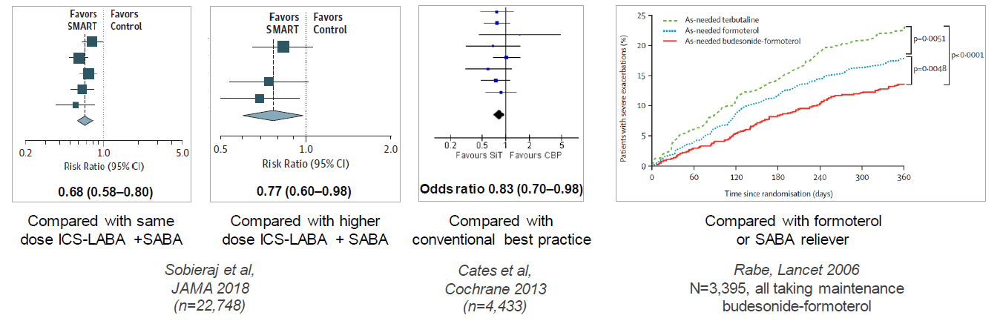 Favors Favors
SMART Control
0.2 1.0 5.0
Risk Ratio (95% CI)
0.68 (0.58–0.80)
Compared with same
dose ICS-LABA +SABA
Favors Favors
SMART Control
0.5 1.0 2.0
Risk Ratio (95% CI)
0.77 (0.60–0.98)
Compared with higher
dose ICS-LABA + SABA
Sobieraj et al,
JAMA 2018
(n=22,748)
0.2 0.5 1 2 5
Favours SiT Favours CBP
Odds ratio 0.83 (0.70–0.98)
Compared with
conventional best practice
Cates et al,
Cochrane 2013
(n=4,433)
Patients with severe exacerbations (%)
25
20
15
10
5
0
As-needed terbutaline
As-needed formoterol
As-needed budesonide-formoterol
p=0·0051
p<0·0001
p=0·0048
0 60 120 180 240 300 360
Time since randomisation (days)
Compared with formoterol
or SABA reliever
Rabe, Lancet 2006
N=3,395, all taking maintenance
budesonide-formoterol